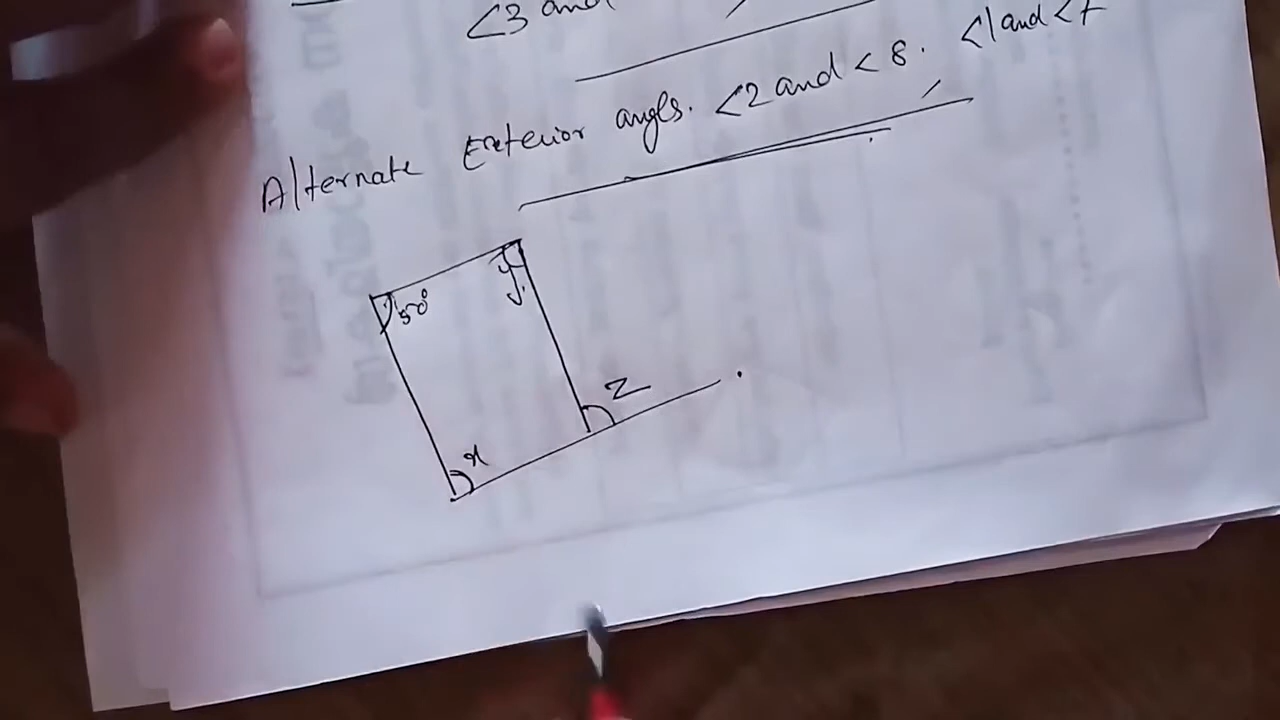 <3 and
Alternate Exterior angls. <2 and < 8. <1 and < 7
50°
y.
Z
x